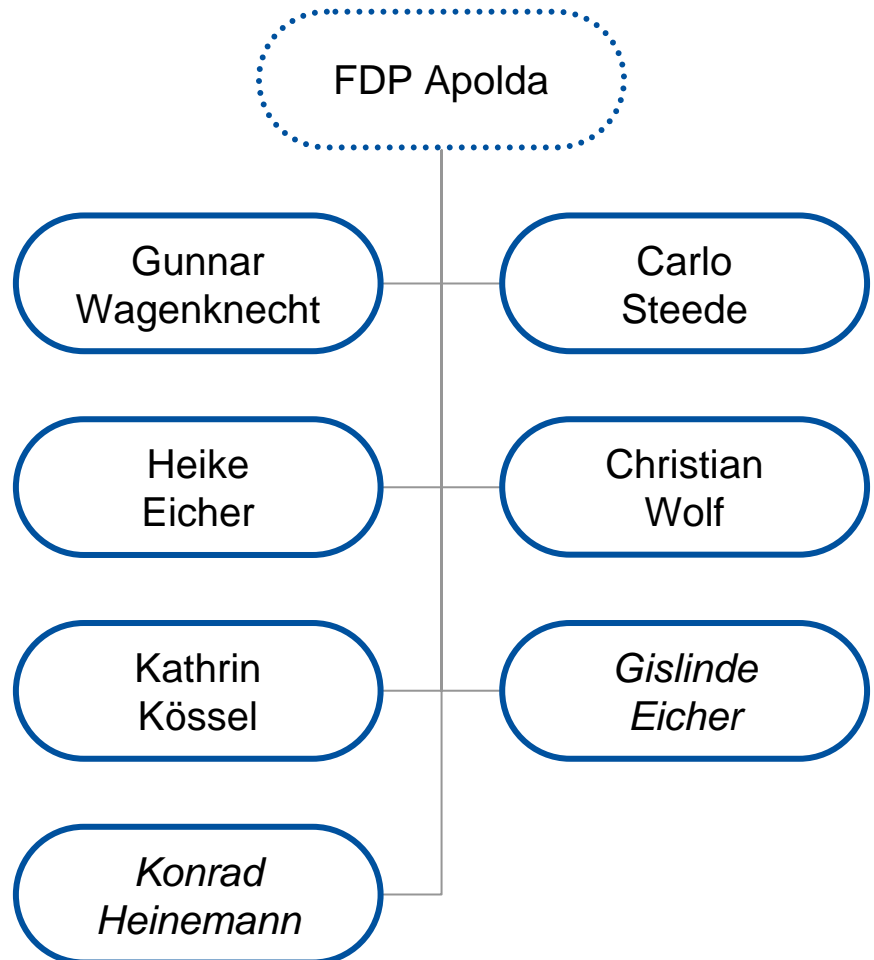 FDP Apolda
Gunnar
Wagenknecht
Carlo
Steede
Heike
Eicher
Christian
Wolf
Kathrin
Kössel
Gislinde
Eicher
Konrad
Heinemann